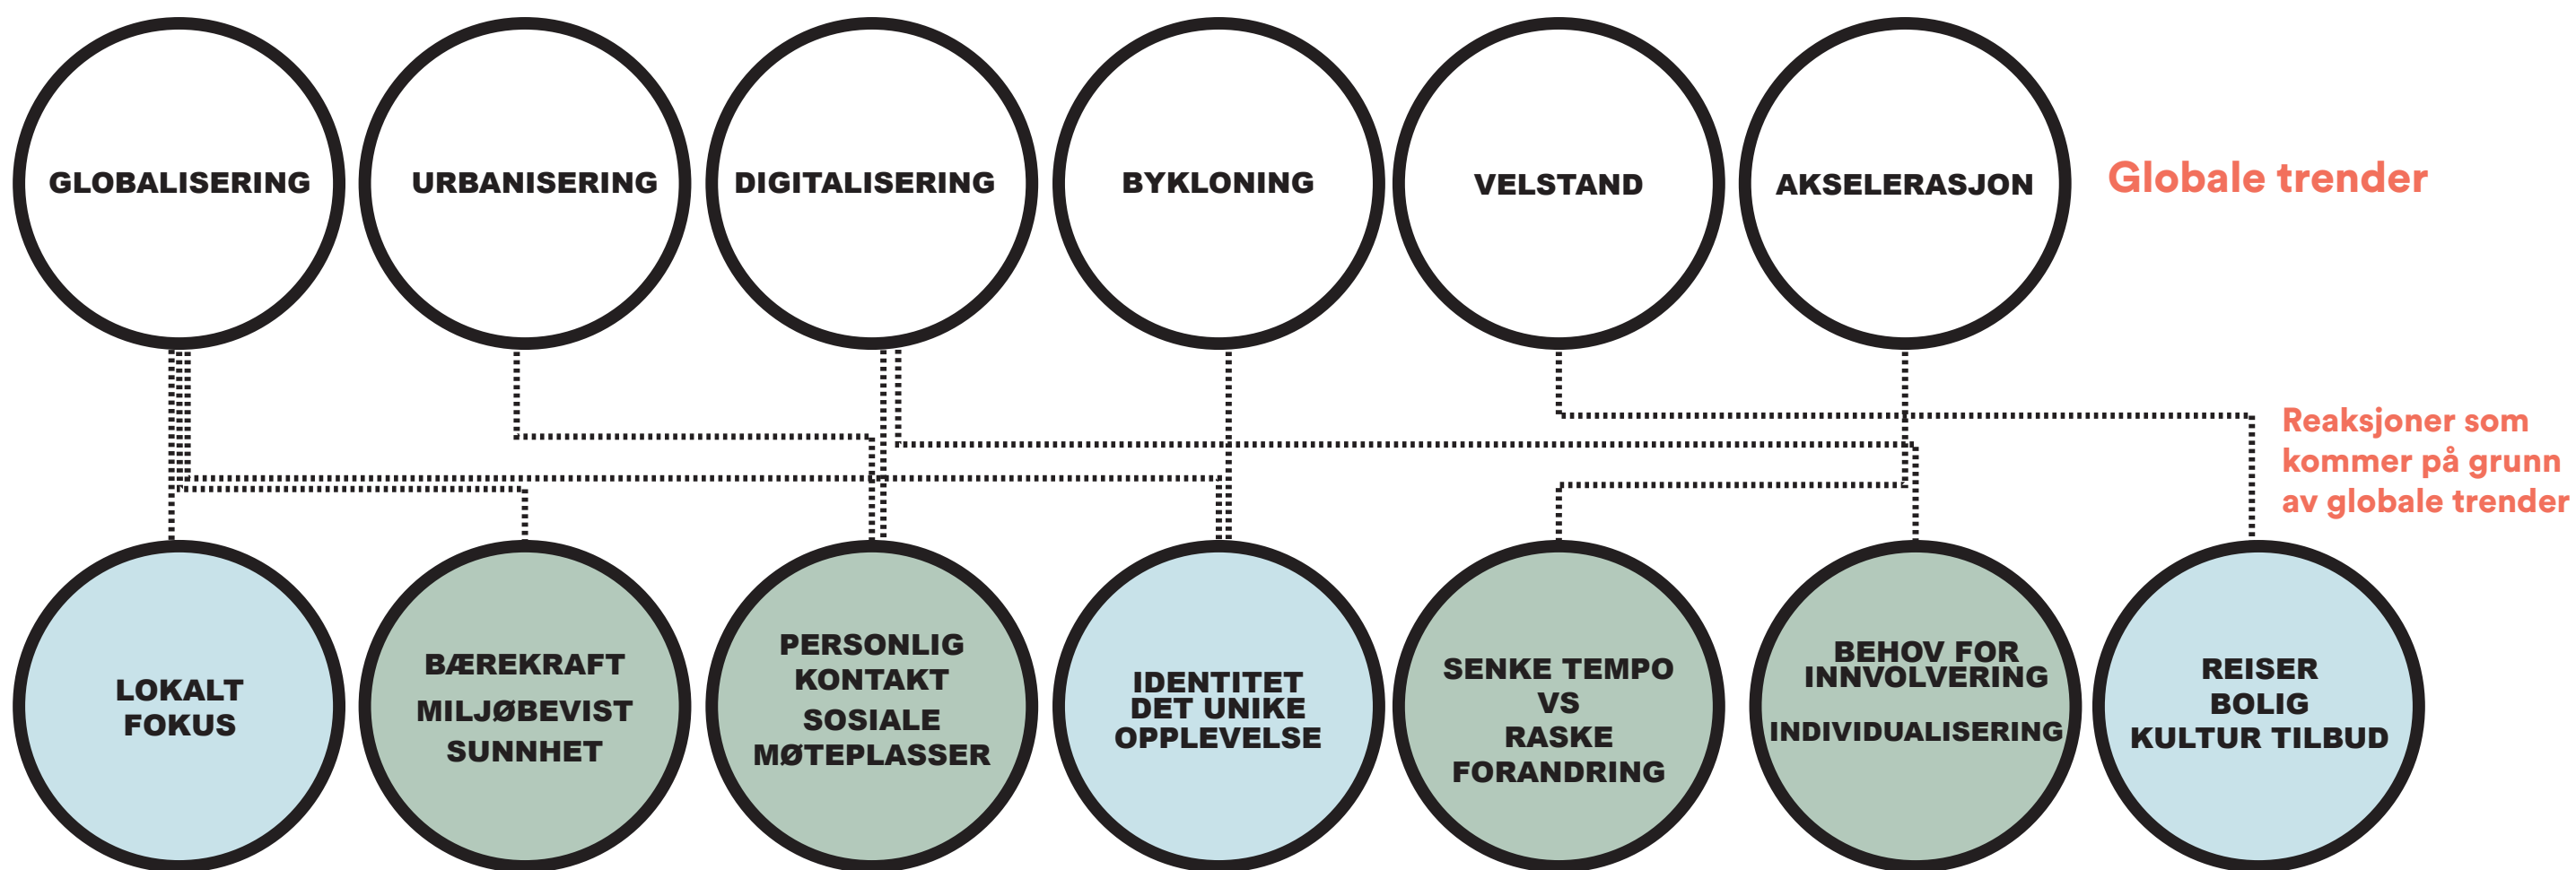 GLOBALISERING
URBANISERING
DIGITALISERING
BYKLONING
VELSTAND
AKSELERASJON
Globale trender
Reaksjoner som
kommer på grunn
av globale trender
LOKALT
FOKUS
BÆREKRAFT
MILJØBEVIST
SUNNHET
PERSONLIG
KONTAKT
SOSIALE
MØTEPLASSER
IDENTITET
DET UNIKE
OPPLEVELSE
SENKE TEMPO
VS
RASKE
FORANDRING
BEHOV FOR
INNVOLVERING
INDIVIDUALISERING
REISER
BOLIG
KULTUR TILBUD